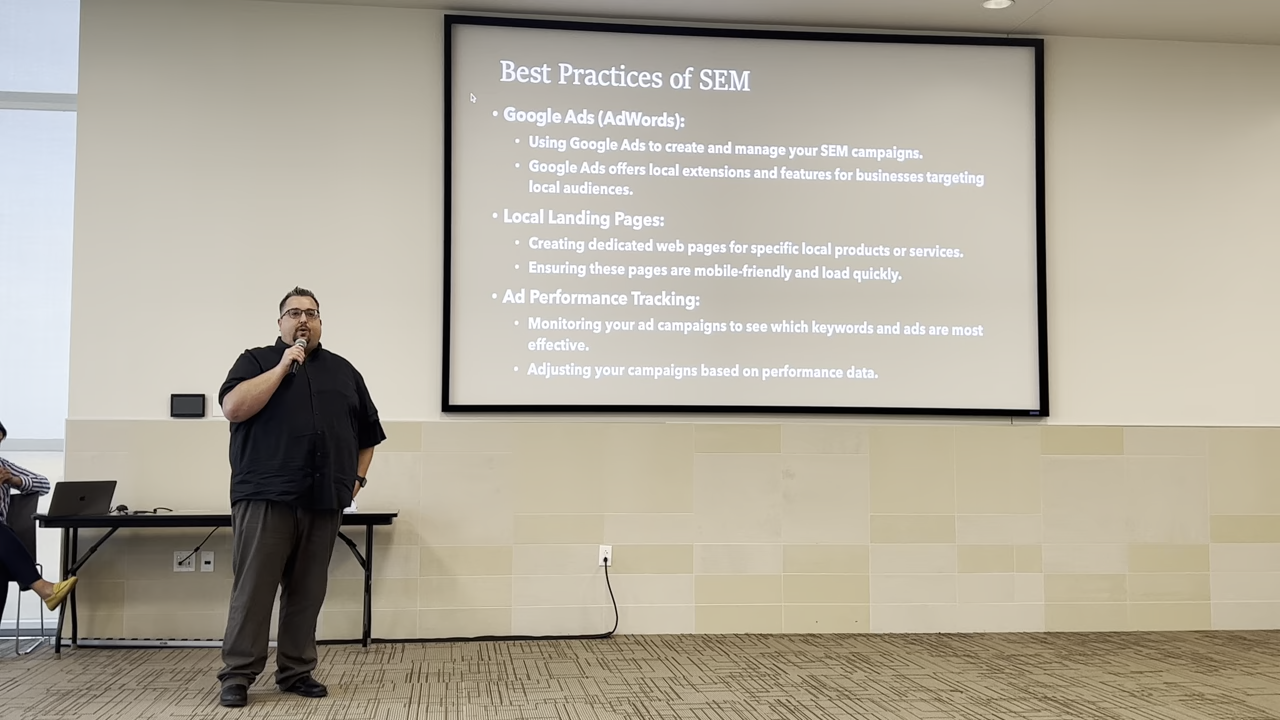 Best Practices of SEM
• Google Ads (AdWords):
• Using Google Ads to create and manage your SEM campaigns.
• Google Ads offers local extensions and features for businesses targeting
local audiences.
• Local Landing Pages:
• Creating dedicated web pages for specific local products or services.
• Ensuring these pages are mobile-friendly and load quickly.
• Ad Performance Tracking:
• Monitoring your ad campaigns to see which keywords and ads are most
effective.
• Adjusting your campaigns based on performance data.